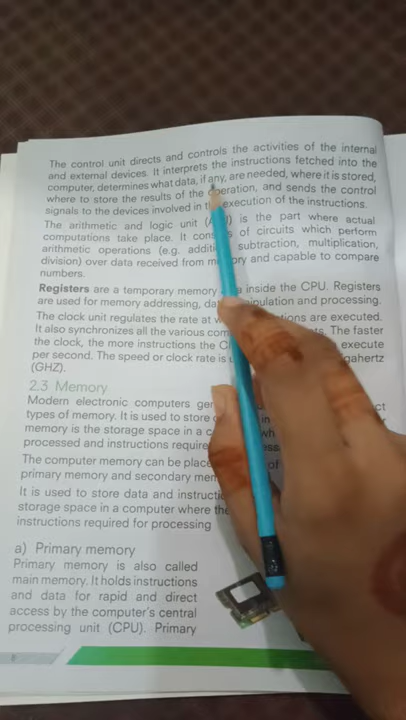 The control unit directs and controls the activities of the internal
and external devices. It interprets the instructions fetched into the
computer, determines what data, if any, are needed, where it is stored,
where to store the results of the operation, and sends the control
signals to the devices involved in the execution of the instructions.
The arithmetic and logic unit (A U) is the part where actual
computations take place. It con s of circuits which perform
arithmetic operations (e.g. additi subtraction, multiplication,
division) over data received from m ory and capable to compare
numbers.
Registers are a temporary inside the CPU. Registers
are used for memory addressing, da ipulation and processing.
The clock unit regulates the rate at w tions are executed.
It also synchronizes all the various com ts. The faster
the clock, the more instructions the C execute
per second. The speed or clock rate is gahertz
(GHZ).
2.3 Memory
Modern electronic computers
types of memory. It is used to store in
memory is the storage space in a c
processed and instructions require
The computer memory can be place of
primary memory and secondary mem
It is used to store data and instructi
storage space in a computer where
instructions required for processing
a) Primary memory
Primary memory is also called
main memory. It holds instructions
and data for rapid and direct
access by the computer's central
processing unit (CPU). Primary